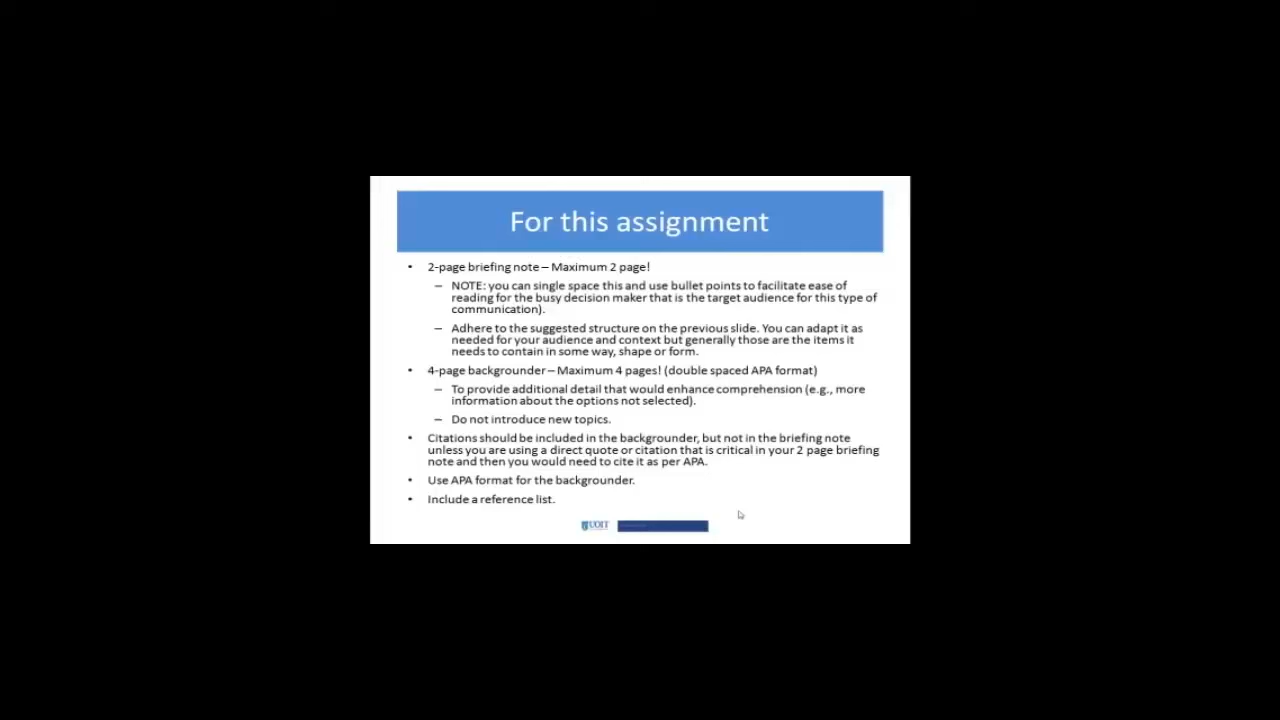 For this assignment
• 2-page briefing note – Maximum 2 page!
– NOTE: you can single space this and use bullet points to facilitate ease of
reading for the busy decision maker that is the target audience for this type of
communication).
– Adhere to the suggested structure on the previous slide. You can adapt it as
needed for your audience and context but generally those are the items it
needs to contain in some way, shape or form.
• 4-page backgrounder – Maximum 4 pages! (double spaced APA format)
– To provide additional detail that would enhance comprehension (e.g., more
information about the options not selected).
– Do not introduce new topics.
• Citations should be included in the backgrounder, but not in the briefing note
unless you are using a direct quote or citation that is critical in your 2 page briefing
note and then you would need to cite it as per APA.
• Use APA format for the backgrounder.
• Include a reference list.
UOIT